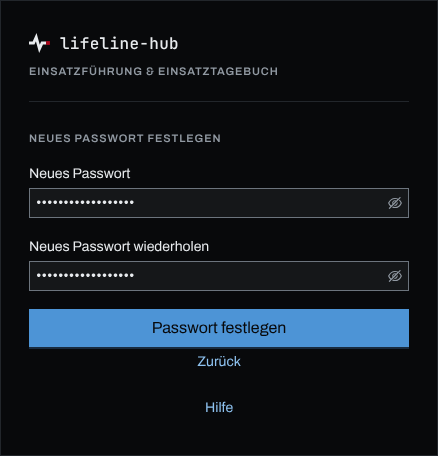 lifeline-hub
EINSATZFÜHRUNG & EINSATZTAGEBUCH
NEUES PASSWORT FESTLEGEN
Neues Passwort
••••••••••••••••••
Neues Passwort wiederholen
••••••••••••••••••
Passwort festlegen
Zurück
Hilfe